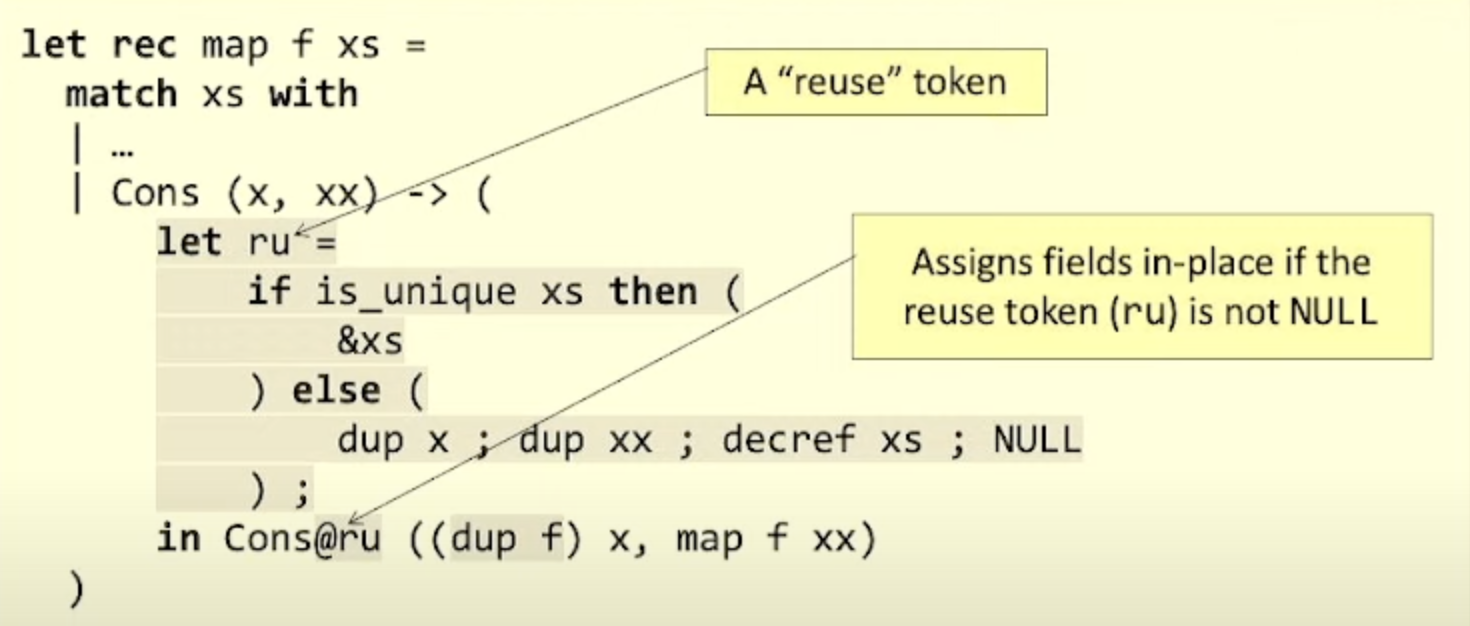 let rec map f xs =
match xs with
| …
| Cons (x, xx) -> (
let ru =
if is_unique xs then (
&xs
) else (
dup x ; dup xx ; decref xs ; NULL
) ;
in Cons@ru ((dup f) x, map f xx)
)
A “reuse” token
Assigns fields in-place if the
reuse token (ru) is not NULL